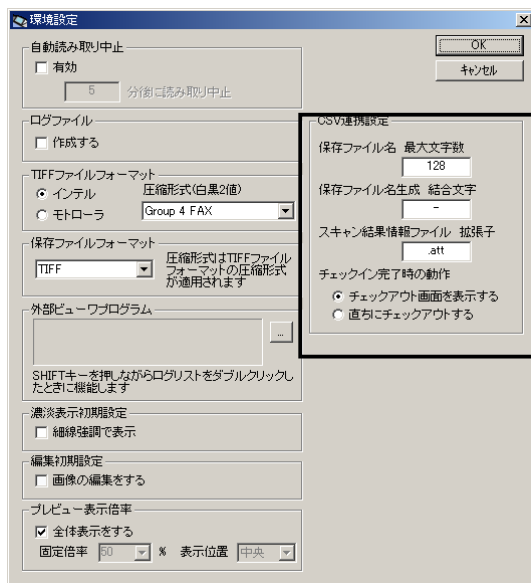 環境設定
自動読み取り中止
有効
5 分後に読み取り中止
ログファイル
作成する
TIFFファイルフォーマット
インテル
モトローラ
圧縮形式(白黒2値)
Group 4 FAX
保存ファイルフォーマット
TIFF
圧縮形式はTIFFファイル
フォーマットの圧縮形式
が適用されます
外部ビューワプログラム
...
SHIFTキーを押しながらログリストをダブルクリックし
たときに機能します
濃淡表示初期設定
細線強調で表示
編集初期設定
画像の編集をする
プレビュー表示倍率
全体表示をする
固定倍率 50 % 表示位置 中央
OK
キャンセル
CSV連携設定
保存ファイル名 最大文字数
128
保存ファイル名生成 結合文字
-
スキャン結果情報ファイル 拡張子
.att
チェックイン完了時の動作
チェックアウト画面を表示する
直ちにチェックアウトする